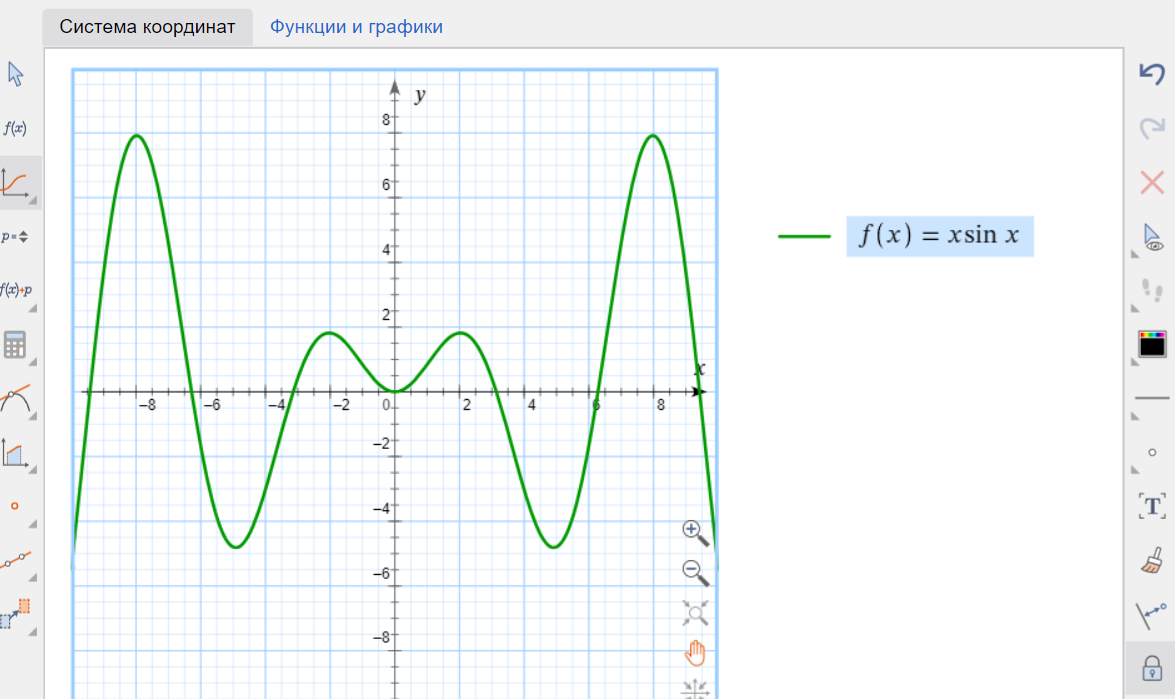 Система координат Функции и графики
y
8
6
4
2
x
−8 −6 −4 −2 0 2 4 6 8
−2
−4
−6
−8
f(x) = x sin x
f(x)
p=
f(x)+p
T